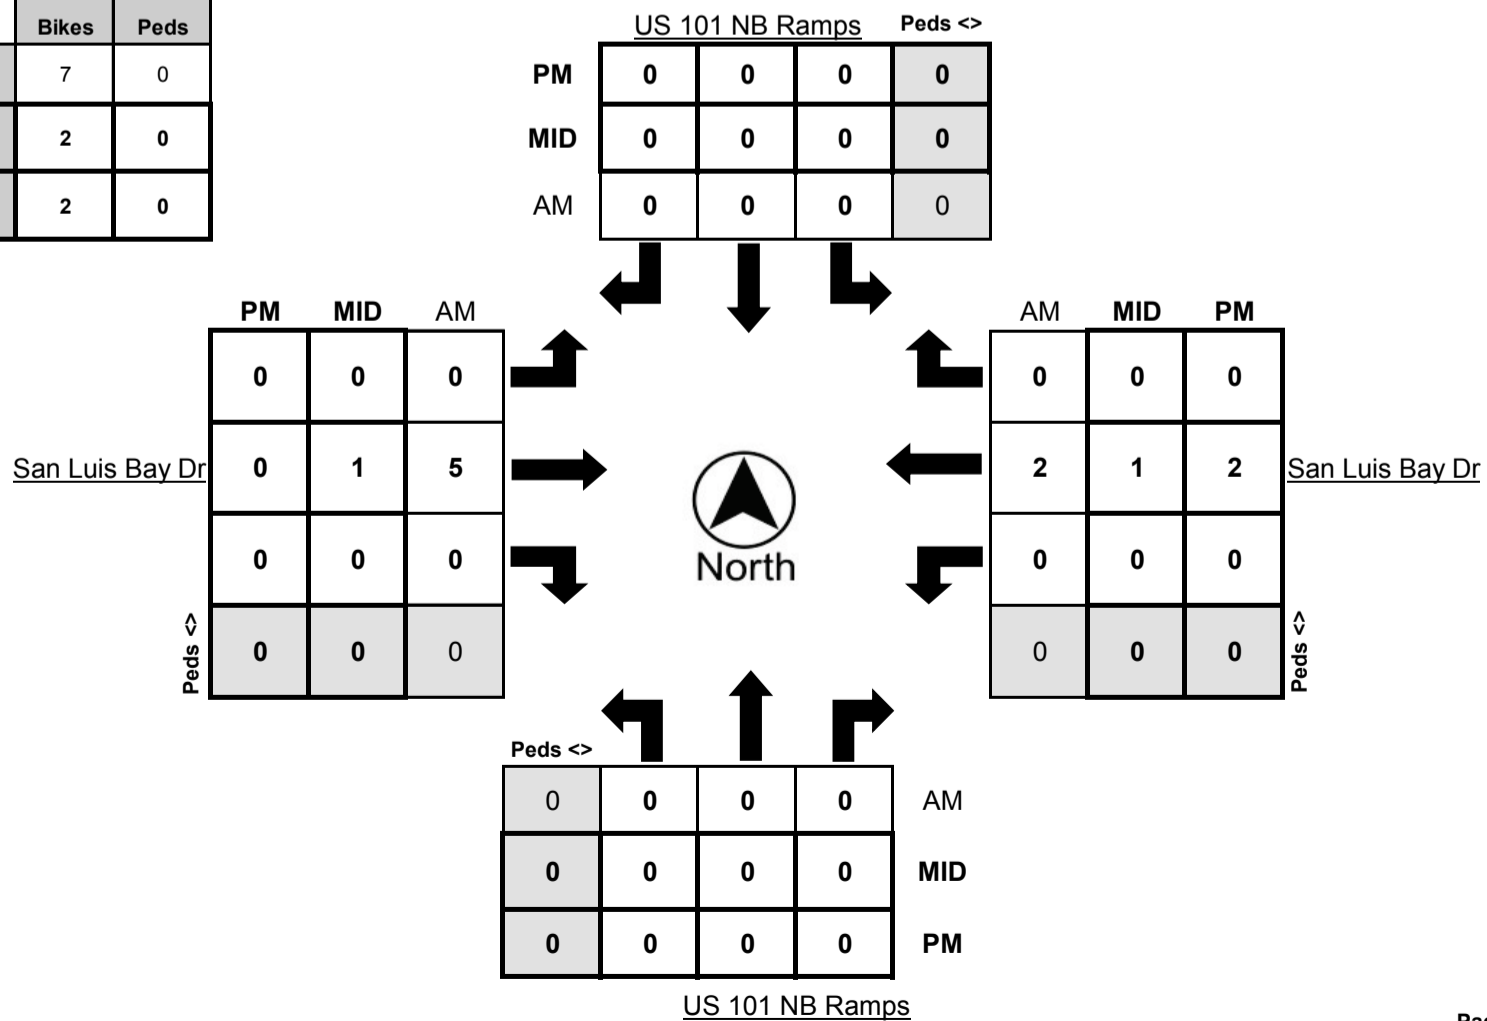 Bikes Peds
7 0
2 0
2 0
US 101 NB Ramps Peds <>
PM 0 0 0 0
MID 0 0 0 0
AM 0 0 0 0
PM MID AM
0 0 0
San Luis Bay Dr 0 1 5
0 0 0
Peds <> 0 0 0
North
AM MID PM
0 0 0
2 1 2 San Luis Bay Dr
0 0 0
0 0 0 Peds <>
Peds <>
0 0 0 0 AM
0 0 0 0 MID
0 0 0 0 PM
US 101 NB Ramps